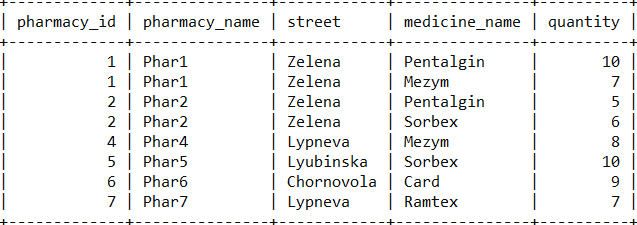 +-------------+---------------+------------+---------------+----------+
| pharmacy_id | pharmacy_name | street     | medicine_name | quantity |
+-------------+---------------+------------+---------------+----------+
|           1 | Phar1         | Zelena     | Pentalgin     |       10 |
|           1 | Phar1         | Zelena     | Mezym         |        7 |
|           2 | Phar2         | Zelena     | Pentalgin     |        5 |
|           2 | Phar2         | Zelena     | Sorbex        |        6 |
|           4 | Phar4         | Lypneva    | Mezym         |        8 |
|           5 | Phar5         | Lyubinska  | Sorbex        |       10 |
|           6 | Phar6         | Chornovola | Card          |        9 |
|           7 | Phar7         | Lypneva    | Ramtex        |        7 |
+-------------+---------------+------------+---------------+----------+